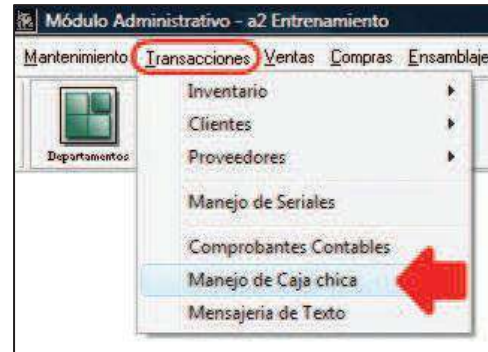 Módulo Administrativo - a2 Entrenamiento
Mantenimiento Transacciones Ventas Compras Ensamblaje
Departamentos
Inventario
Clientes
Proveedores
Manejo de Seriales
Comprobantes Contables
Manejo de Caja chica
Mensajeria de Texto